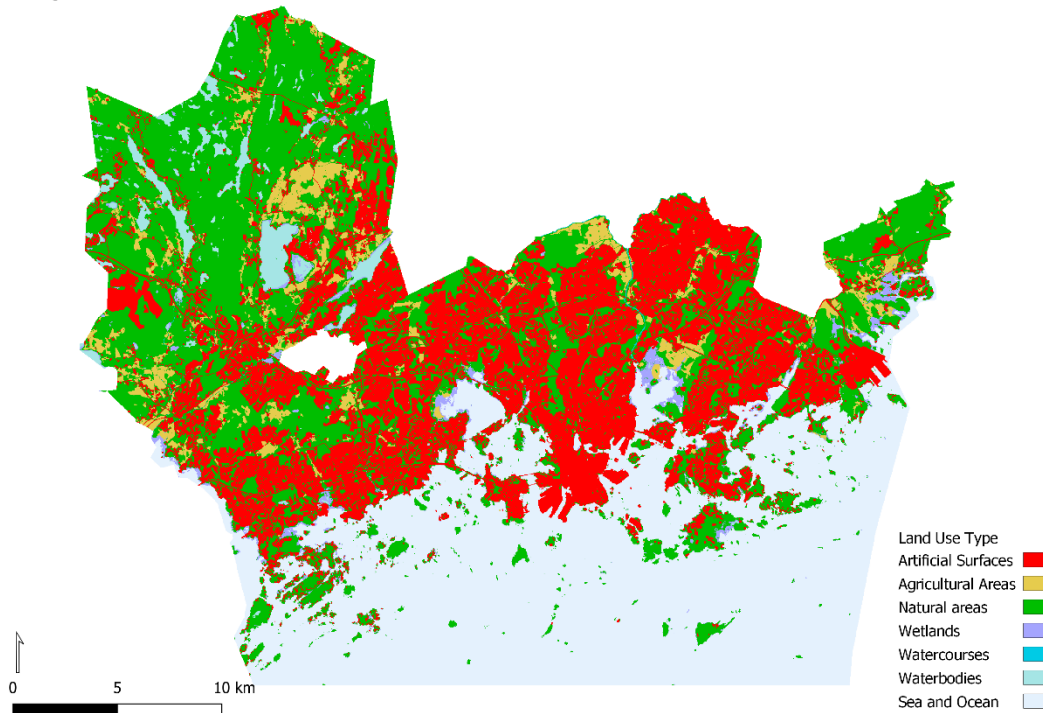 Land Use Type
Artificial Surfaces
Agricultural Areas
Natural areas
Wetlands
Watercourses
Waterbodies
Sea and Ocean
0 5 10 km